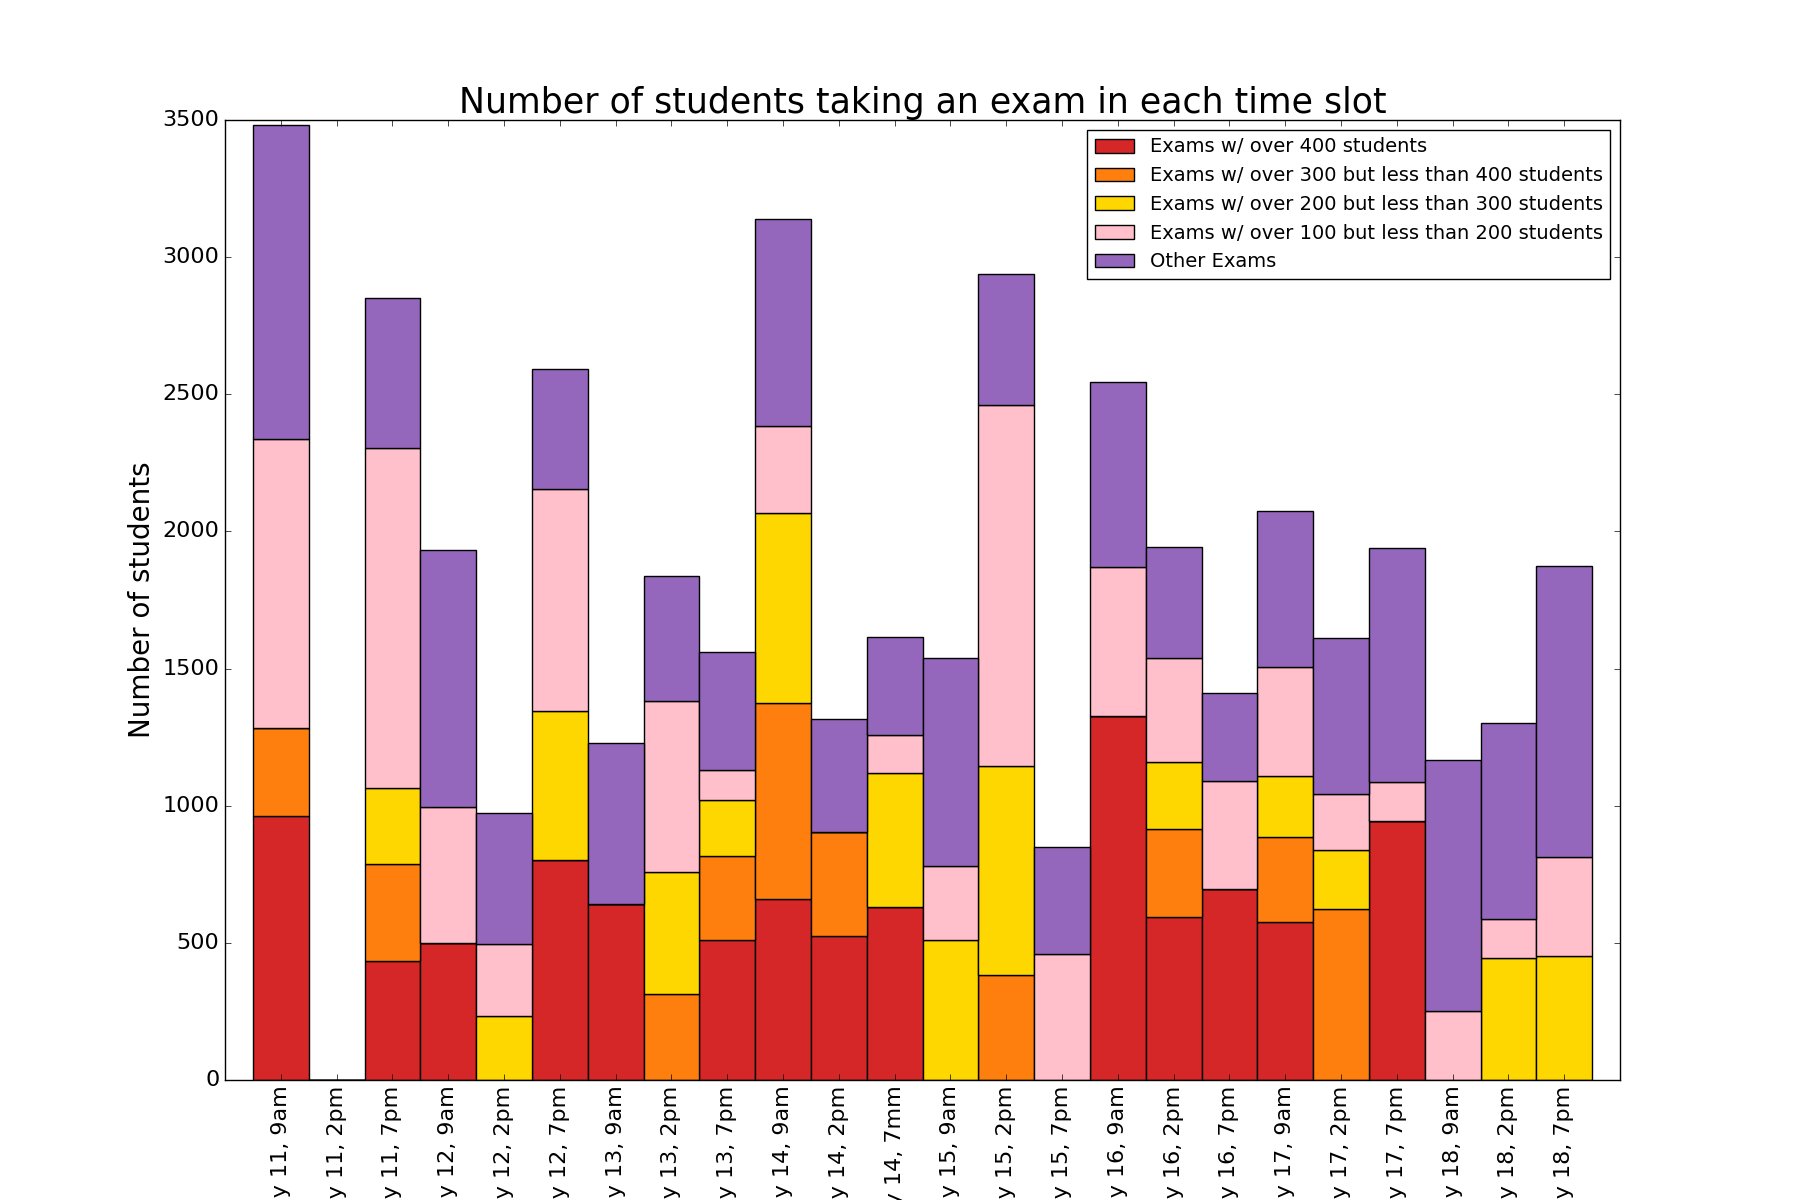 Number of students taking an exam in each time slot
Exams w/ over 400 students
Exams w/ over 300 but less than 400 students
Exams w/ over 200 but less than 300 students
Exams w/ over 100 but less than 200 students
Other Exams
Number of students
3500
3000
2500
2000
1500
1000
500
0
y 11, 9am
y 11, 2pm
y 11, 7pm
y 12, 9am
y 12, 2pm
y 12, 7pm
y 13, 9am
y 13, 2pm
y 13, 7pm
y 14, 9am
y 14, 2pm
y 14, 7mm
y 15, 9am
y 15, 2pm
y 15, 7pm
y 16, 9am
y 16, 2pm
y 16, 7pm
y 17, 9am
y 17, 2pm
y 17, 7pm
y 18, 9am
y 18, 2pm
y 18, 7pm